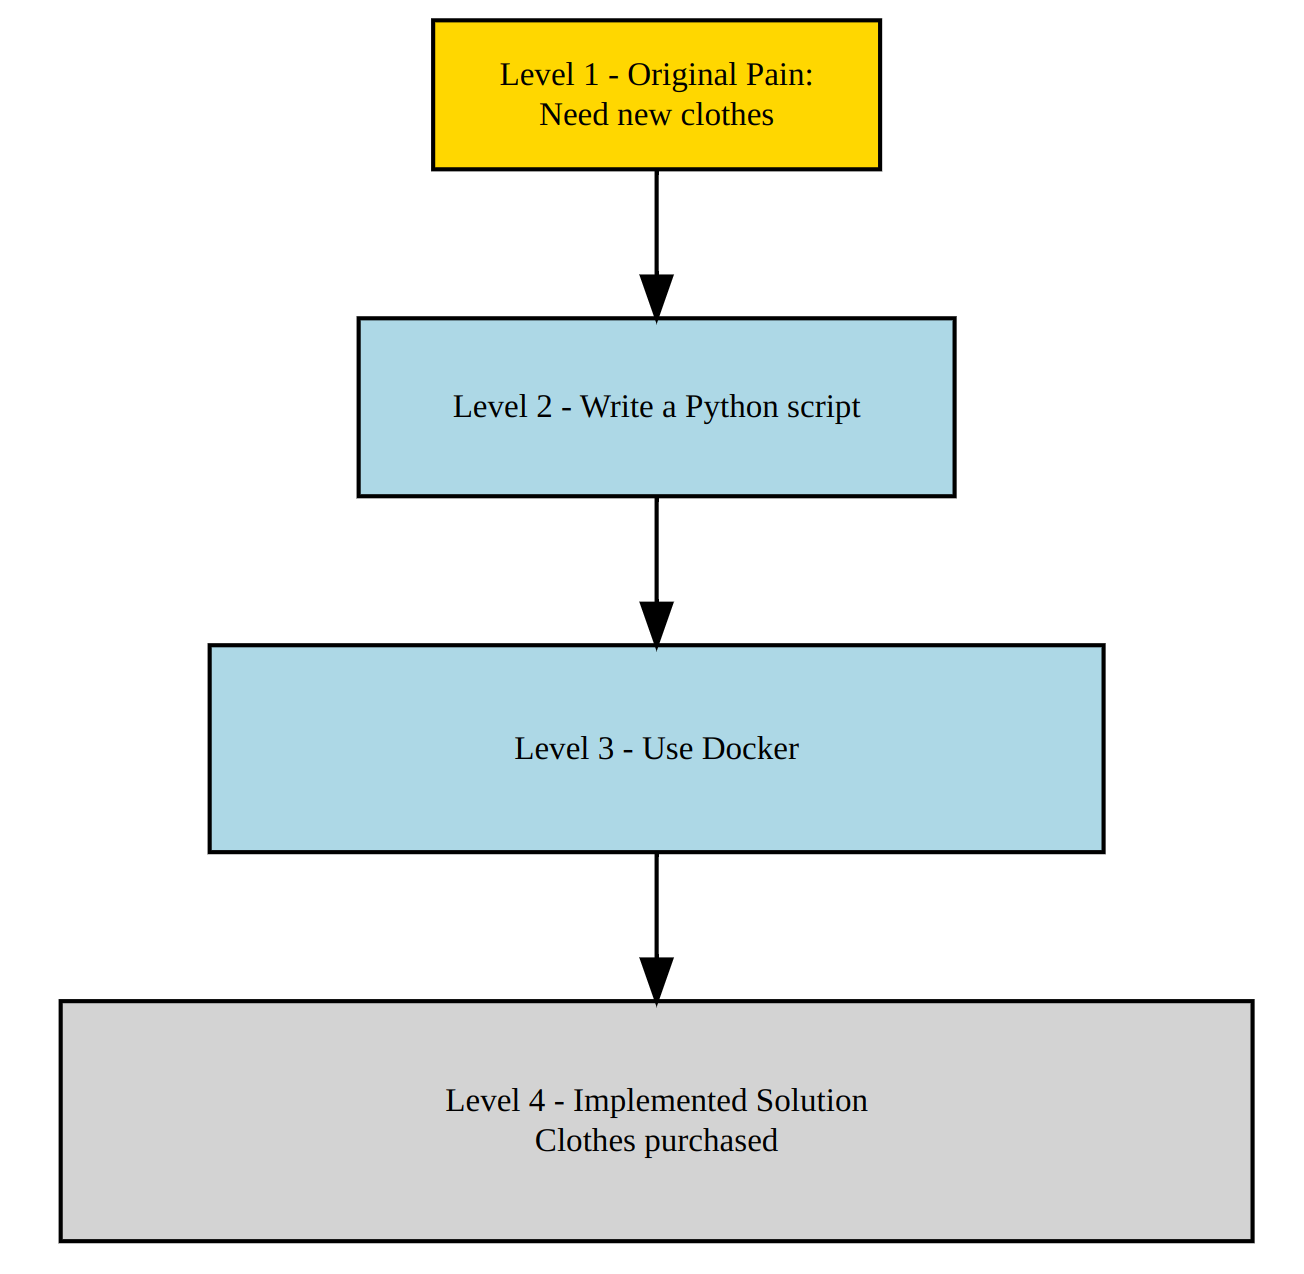 Level 1 - Original Pain:
Need new clothes
Level 2 - Write a Python script
Level 3 - Use Docker
Level 4 - Implemented Solution
Clothes purchased